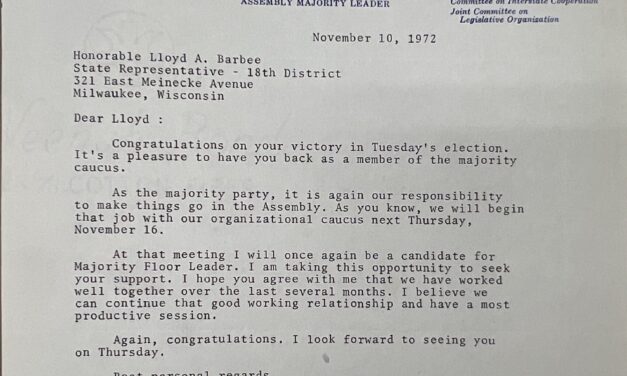 ASSEMBLY MAJORITY LEADER
Committee on Interstate Cooperation
Joint Committee on
Legislative Organization
November 10, 1972
Honorable Lloyd A. Barbee
State Representative - 18th District
321 East Meinecke Avenue
Milwaukee, Wisconsin
Dear Lloyd :
Congratulations on your victory in Tuesday's election.
It's a pleasure to have you back as a member of the majority
caucus.
As the majority party, it is again our responsibility
to make things go in the Assembly. As you know, we will begin
that job with our organizational caucus next Thursday,
November 16.
At that meeting I will once again be a candidate for
Majority Floor Leader. I am taking this opportunity to seek
your support. I hope you agree with me that we have worked
well together over the last several months. I believe we
can continue that good working relationship and have a most
productive session.
Again, congratulations. I look forward to seeing you
on Thursday.
Best personal regards